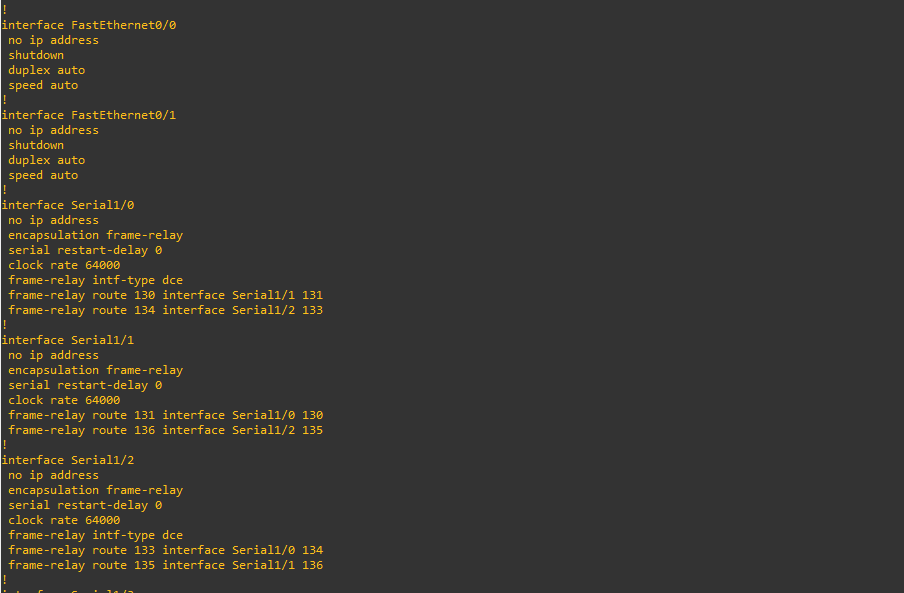 !
interface FastEthernet0/0
no ip address
shutdown
duplex auto
speed auto
!
interface FastEthernet0/1
no ip address
shutdown
duplex auto
speed auto
!
interface Serial1/0
no ip address
encapsulation frame-relay
serial restart-delay 0
clock rate 64000
frame-relay intf-type dce
frame-relay route 130 interface Serial1/1 131
frame-relay route 134 interface Serial1/2 133
!
interface Serial1/1
no ip address
encapsulation frame-relay
serial restart-delay 0
clock rate 64000
frame-relay route 131 interface Serial1/0 130
frame-relay route 136 interface Serial1/2 135
!
interface Serial1/2
no ip address
encapsulation frame-relay
serial restart-delay 0
clock rate 64000
frame-relay intf-type dce
frame-relay route 133 interface Serial1/0 134
frame-relay route 135 interface Serial1/1 136
!